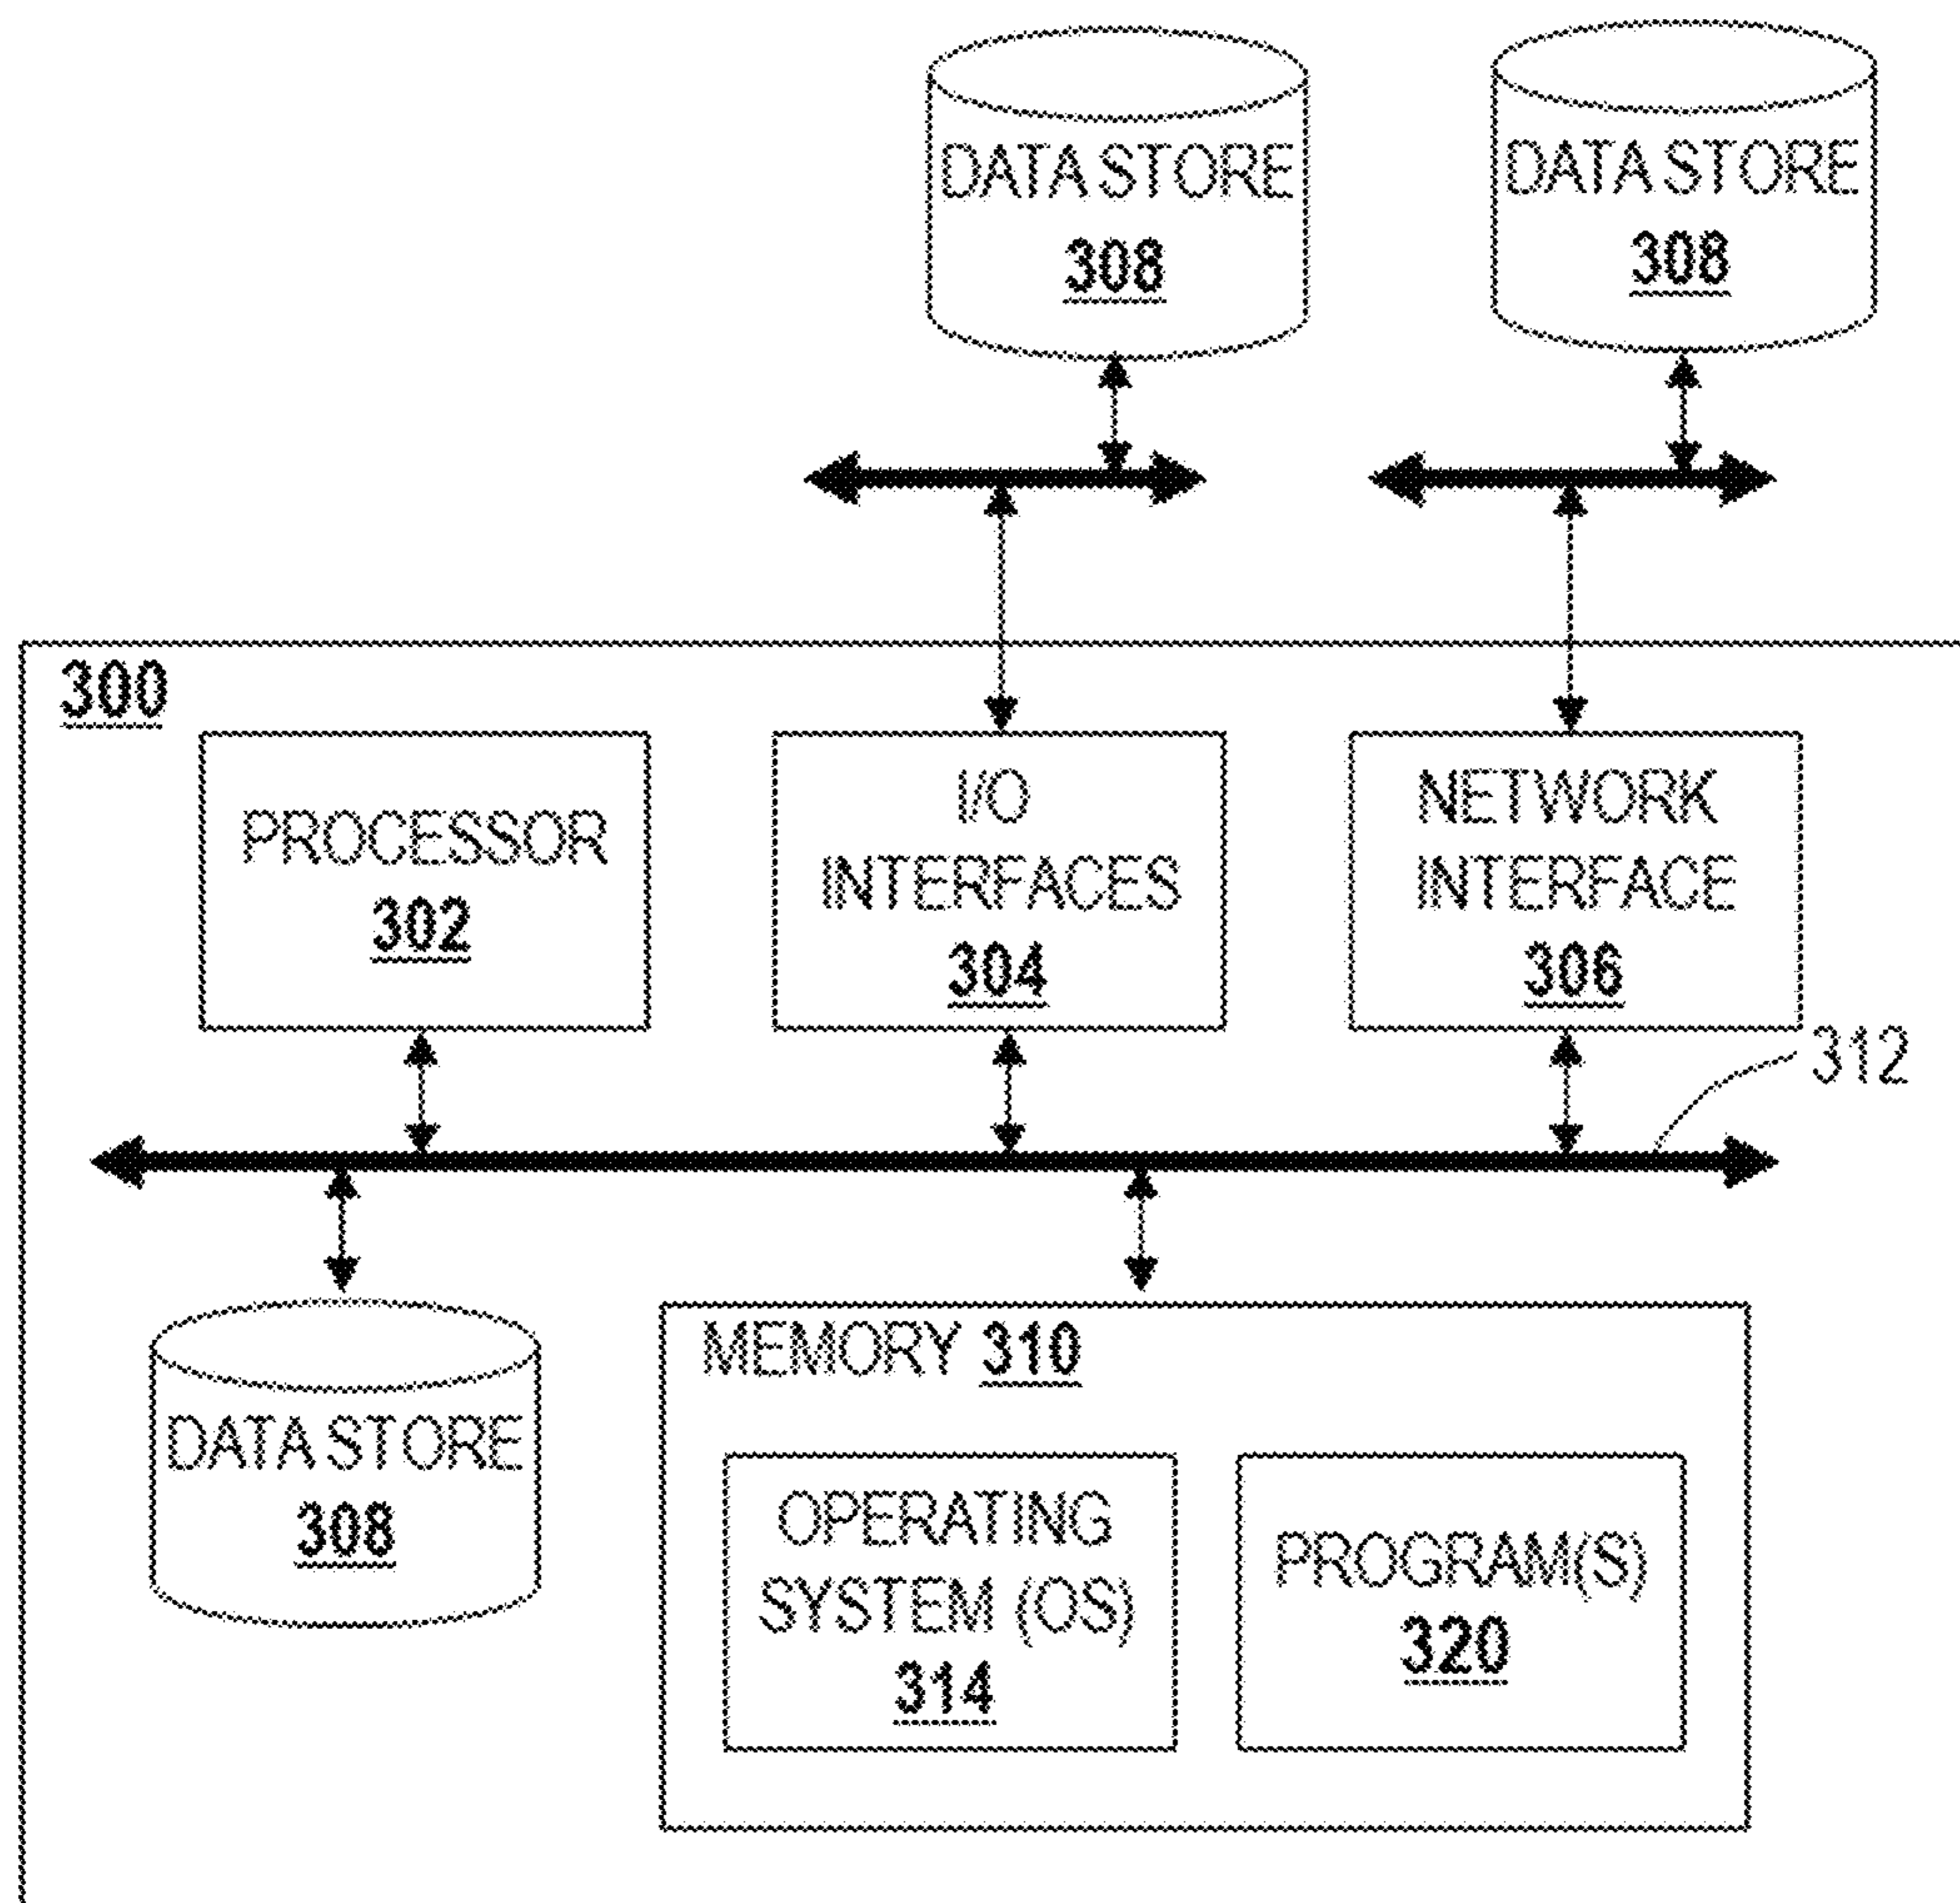 DATA STORE
308
DATA STORE
308
300
PROCESSOR
302
I/O
INTERFACES
304
NETWORK
INTERFACE
306
312
DATA STORE
308
MEMORY 310
OPERATING
SYSTEM (OS)
314
PROGRAM(S)
320